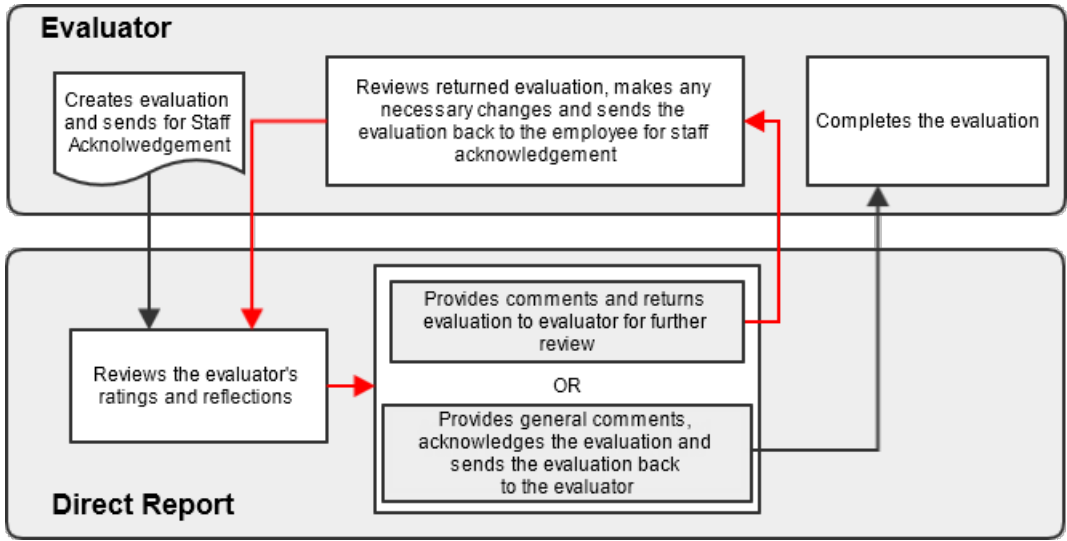 Evaluator
Creates evaluation
and sends for Staff
Acknolwedgement
Reviews returned evaluation, makes any
necessary changes and sends the
evaluation back to the employee for staff
acknowledgement
Completes the evaluation
Provides comments and returns
evaluation to evaluator for further
review
Reviews the evaluator's
ratings and reflections
OR
Provides general comments,
acknowledges the evaluation and
sends the evaluation back
to the evaluator
Direct Report